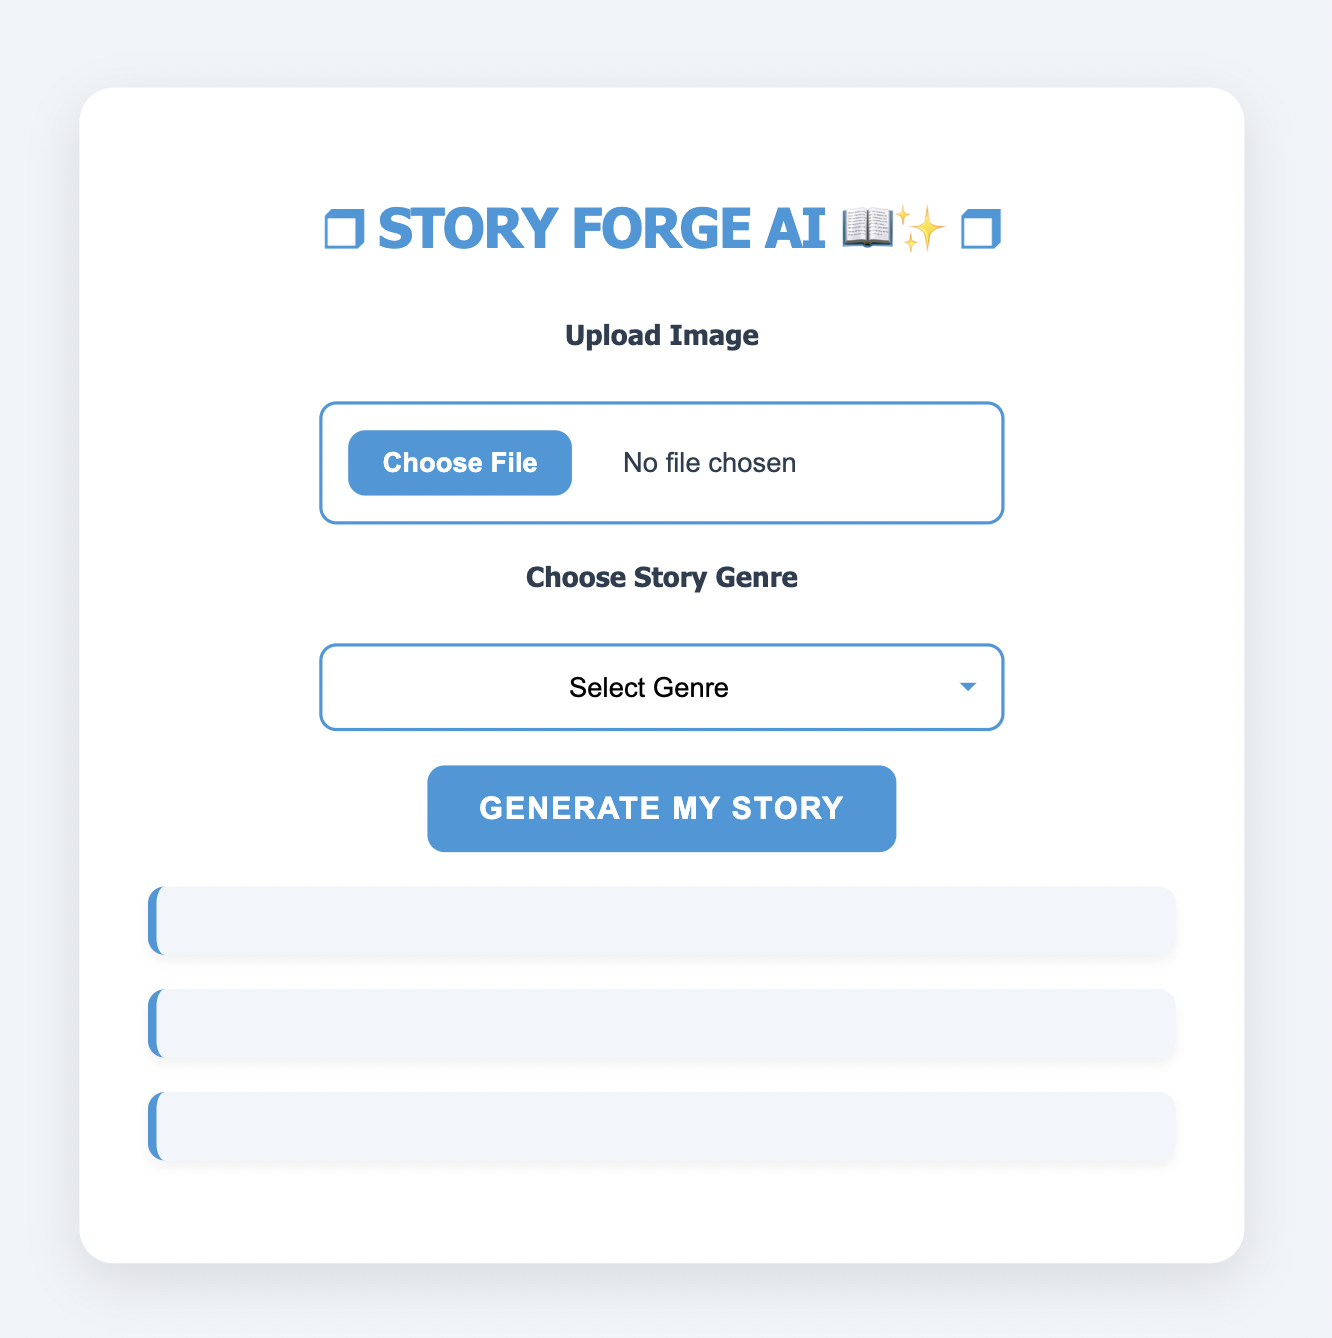 ❐ STORY FORGE AI 📖✨ ❐
Upload Image
Choose File No file chosen
Choose Story Genre
Select Genre
GENERATE MY STORY